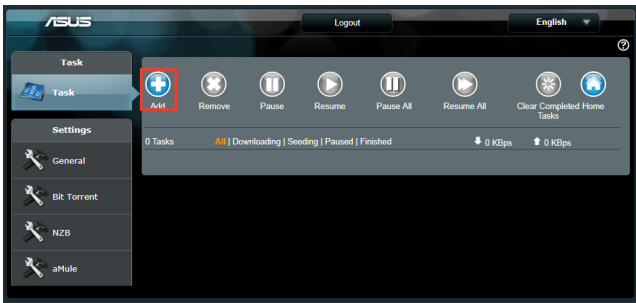 ASUS
Logout
English
Task
Task
Settings
General
Bit Torrent
NZB
aMule
Add
Remove
Pause
Resume
Pause All
Resume All
Clear Completed
Tasks
Home
0 Tasks
All | Downloading | Seeding | Paused | Finished
0 KBps
0 KBps